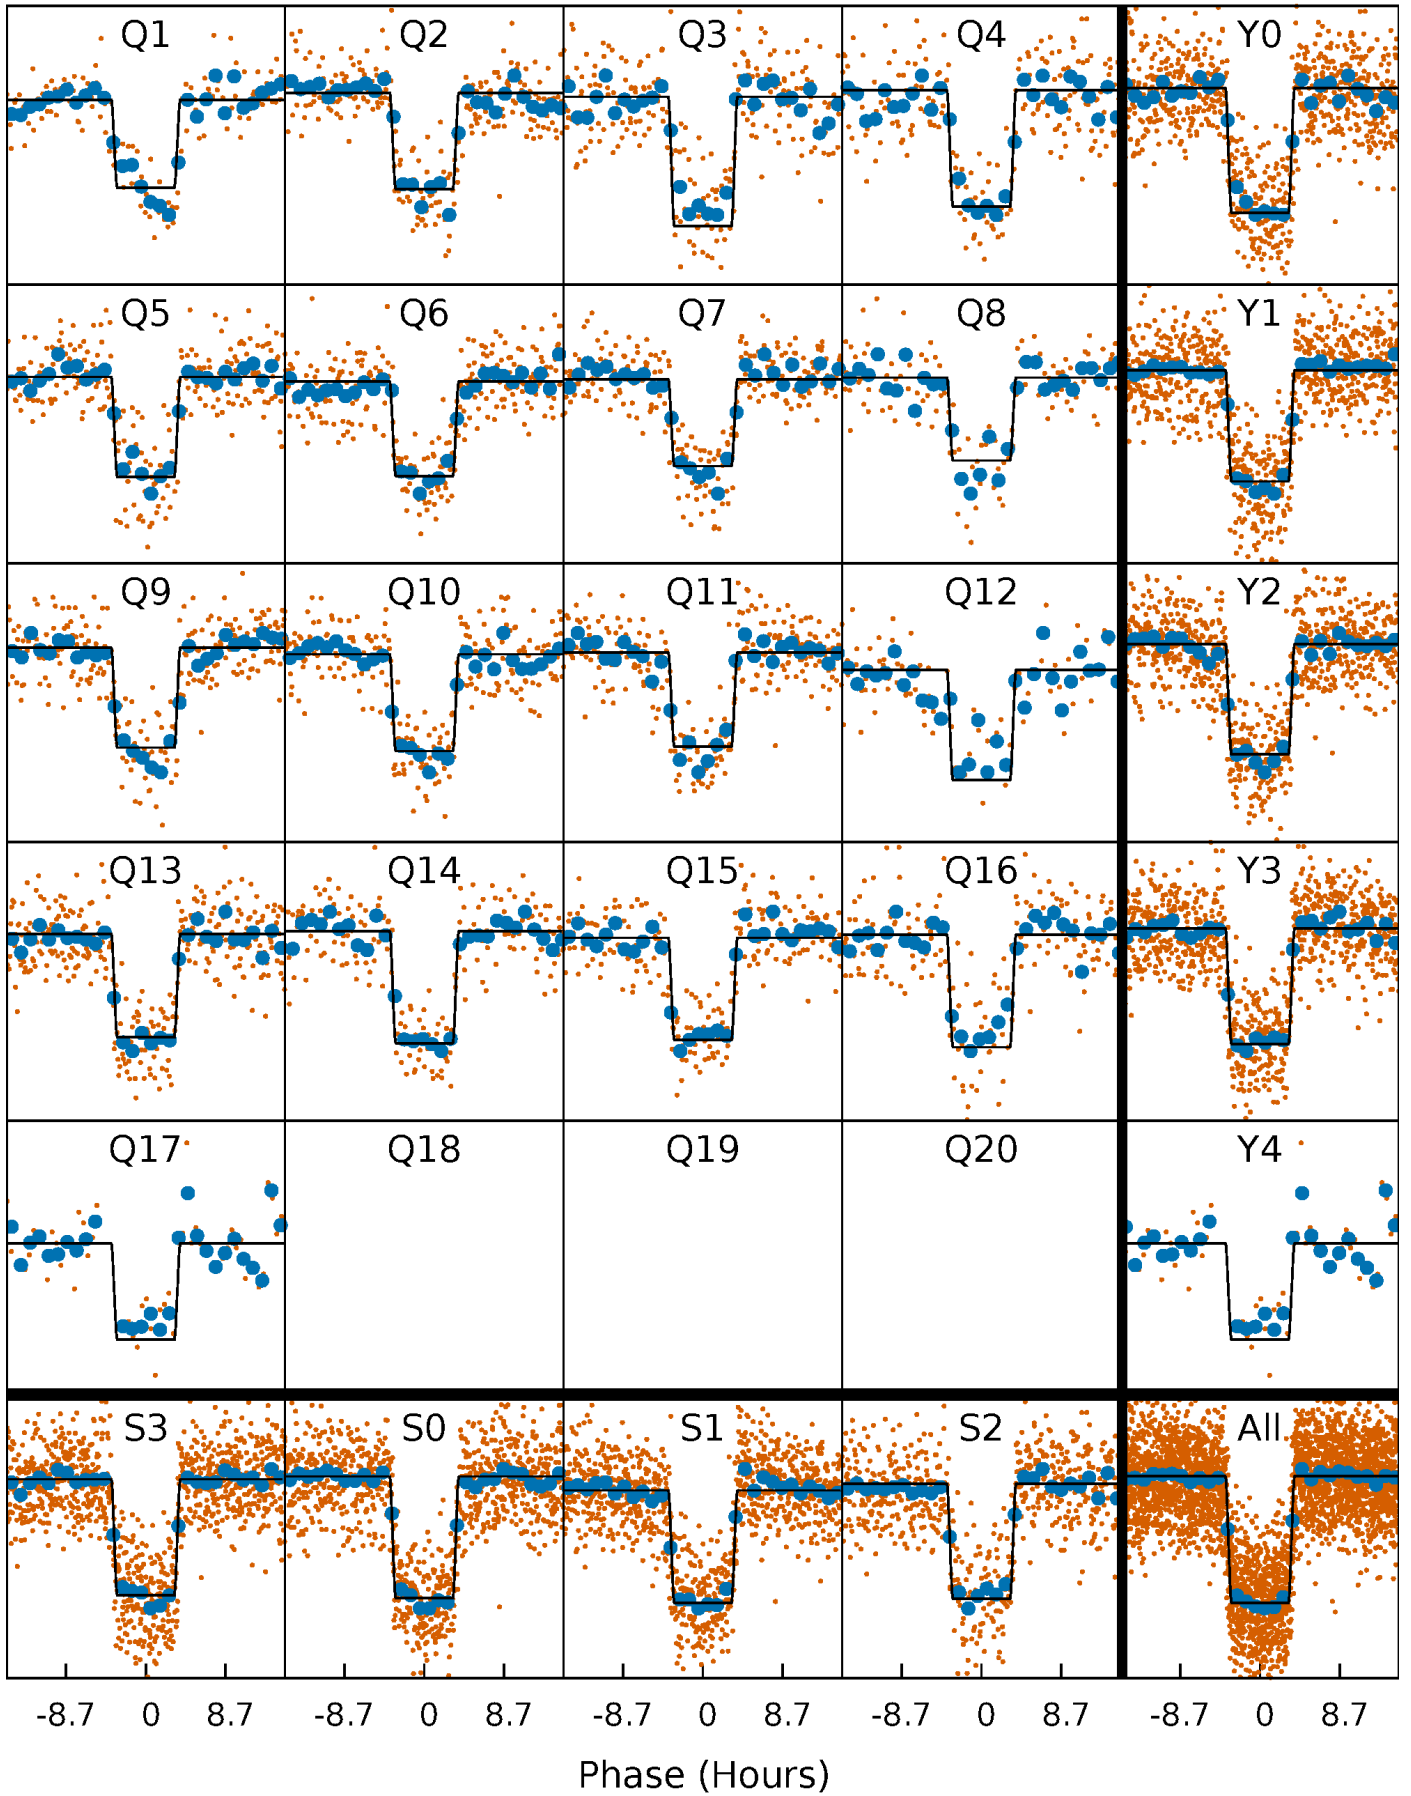 Q1 Q2 Q3 Q4 Y0
Q5 Q6 Q7 Q8 Y1
Q9 Q10 Q11 Q12 Y2
Q13 Q14 Q15 Q16 Y3
Q17 Q18 Q19 Q20 Y4
S3 S0 S1 S2 All
-8.7 0 8.7 -8.7 0 8.7 -8.7 0 8.7 -8.7 0 8.7 -8.7 0 8.7
Phase (Hours)